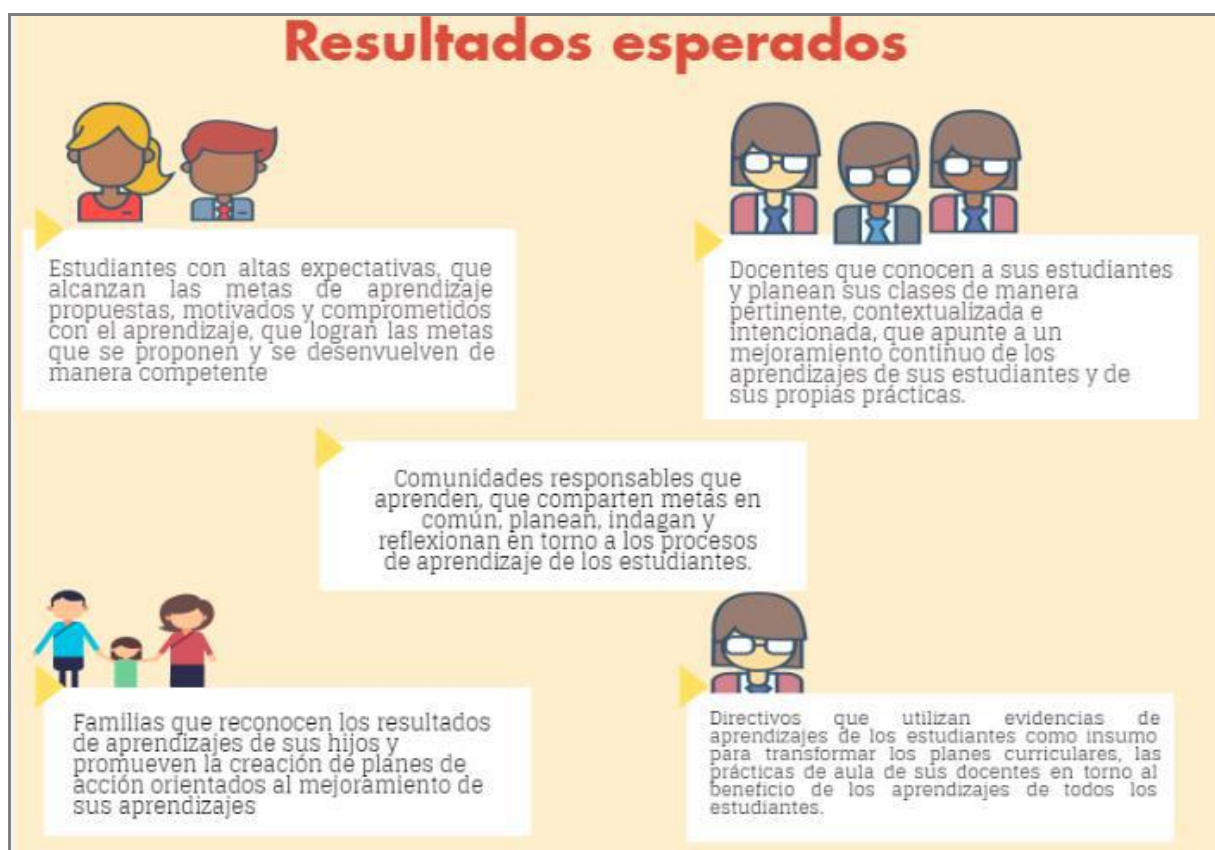 Resultados esperados
Estudiantes con altas expectativas, que
alcanzan las metas de aprendizaje
propuestas, motivados y comprometidos
con el aprendizaje, que logran las metas
que se proponen y se desenvuelven de
manera competente
Docentes que conocen a sus estudiantes
y planean sus clases de manera
pertinente, contextualizada e
intencionada, que apunte a un
mejoramiento continuo de los
aprendizajes de sus estudiantes y de
sus propias prácticas.
Comunidades responsables que
aprenden, que comparten metas en
común, planean, indagan y
reflexionan en torno a los procesos
de aprendizaje de los estudiantes.
Familias que reconocen los resultados
de aprendizajes de sus hijos y
promueven la creación de planes de
acción orientados al mejoramiento de
sus aprendizajes
Directivos que utilizan evidencias de
aprendizajes de los estudiantes como insumo
para transformar los planes curriculares, las
prácticas de aula de sus docentes en torno al
beneficio de los aprendizajes de todos los
estudiantes.